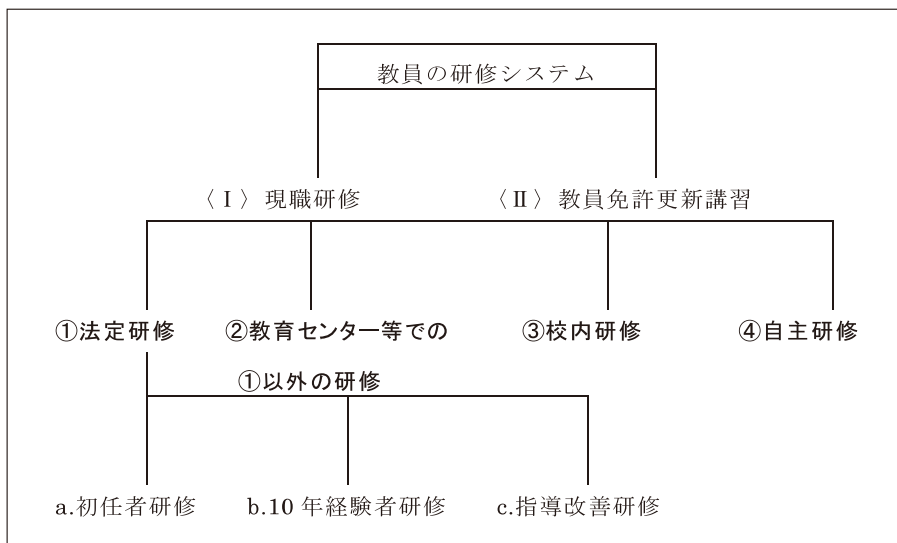 教員の研修システム
〈Ⅰ〉現職研修
〈Ⅱ〉教員免許更新講習
①法定研修
②教育センター等での
①以外の研修
③校内研修
④自主研修
a.初任者研修
b.10年経験者研修
c.指導改善研修